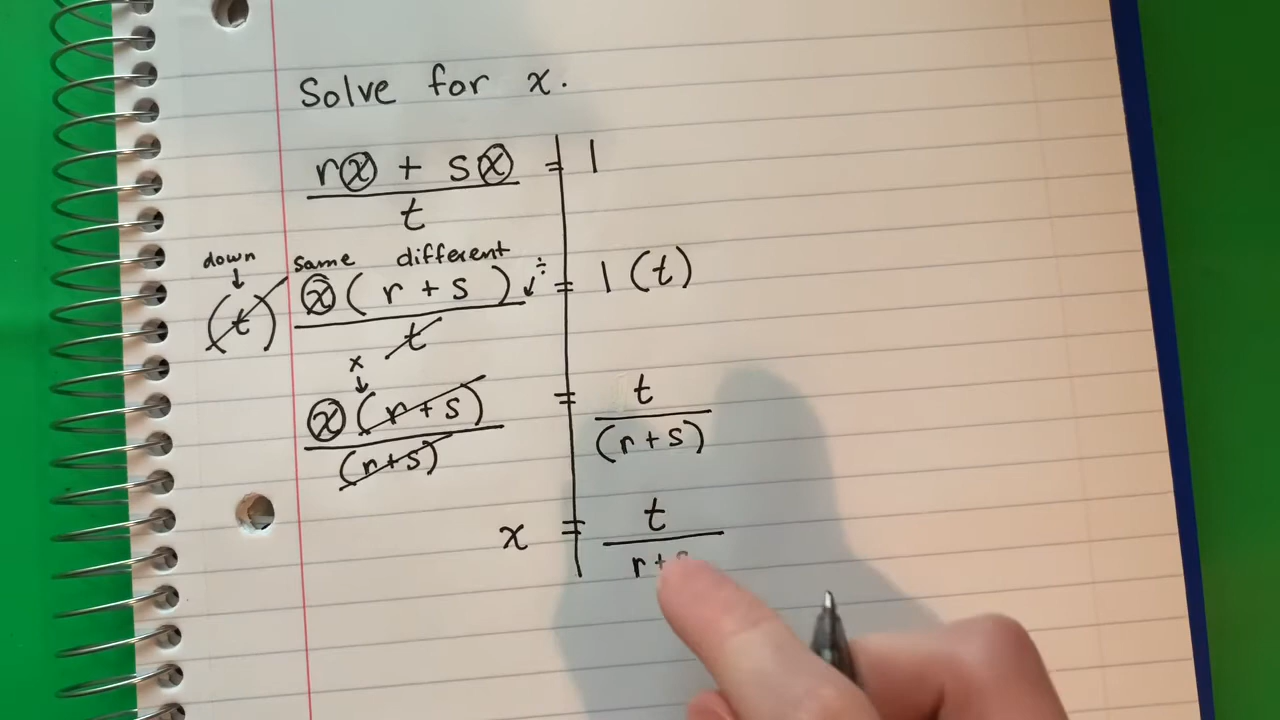 Solve for x.
rx + sx = 1
t
down same different ÷
(t) x( r + s ) = 1 (t)
t
x
x(r+s) = t
(r+s) (r+s)
x = t
r+